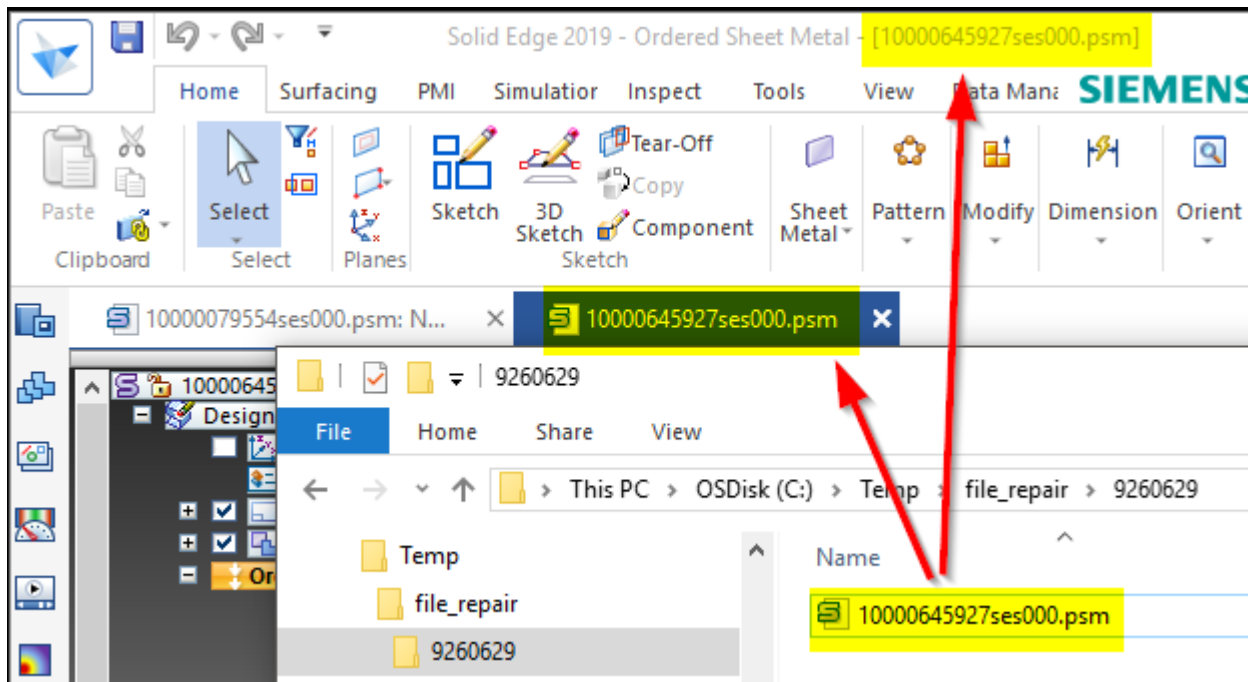 Solid Edge 2019 - Ordered Sheet Metal - [10000645927ses000.psm]
Home Surfacing PMI Simulation Inspect Tools View Data Mana SIEMENS
Paste
Clipboard
Select
Select
Planes
Sketch
3D Sketch
Tear-Off
Copy
Component
Sketch
Sheet Metal
Pattern
Modify
Dimension
Orient
10000079554ses000.psm: N...
10000645927ses000.psm
10000645
Design
Or
9260629
File Home Share View
This PC > OSDisk (C:) > Temp > file_repair > 9260629
Temp
file_repair
9260629
Name
10000645927ses000.psm